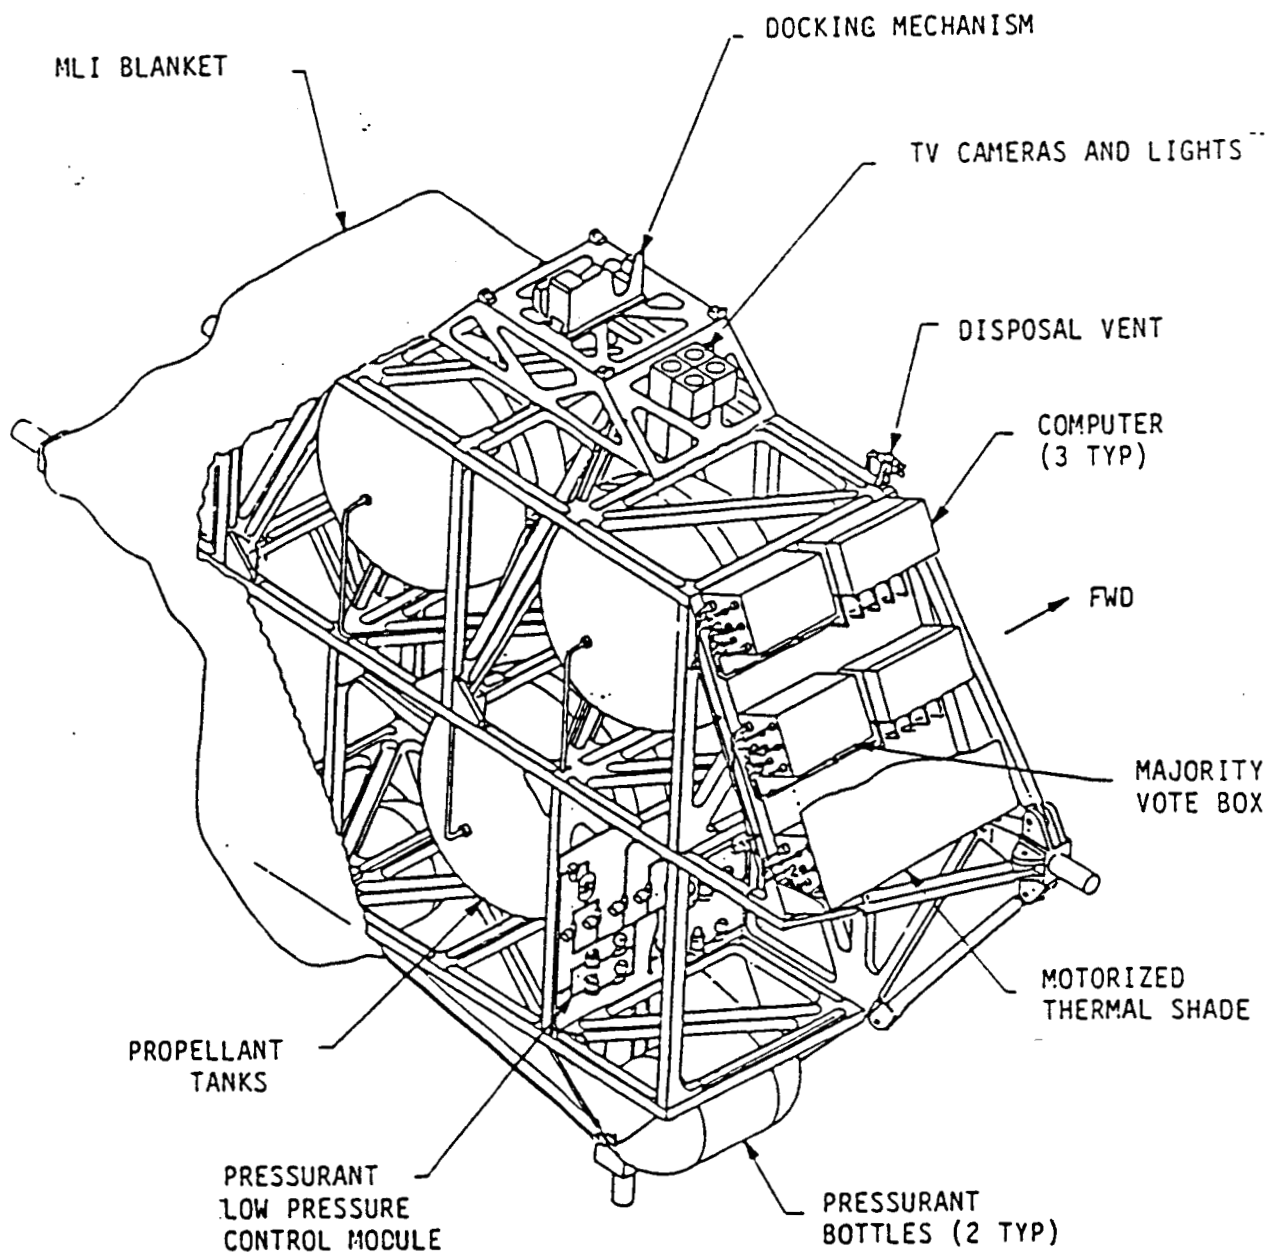 DOCKING MECHANISM
MLI BLANKET
TV CAMERAS AND LIGHTS
DISPOSAL VENT
COMPUTER
(3 TYP)
FWD
MAJORITY
VOTE BOX
MOTORIZED
THERMAL SHADE
PROPELLANT
TANKS
PRESSURANT
LOW PRESSURE
CONTROL MODULE
PRESSURANT
BOTTLES (2 TYP)